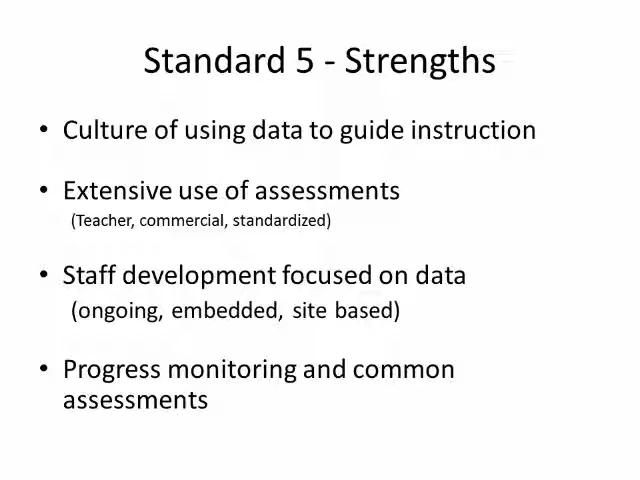 Standard 5 - Strengths
• Culture of using data to guide instruction
• Extensive use of assessments
(Teacher, commercial, standardized)
• Staff development focused on data
(ongoing, embedded, site based)
• Progress monitoring and common
assessments